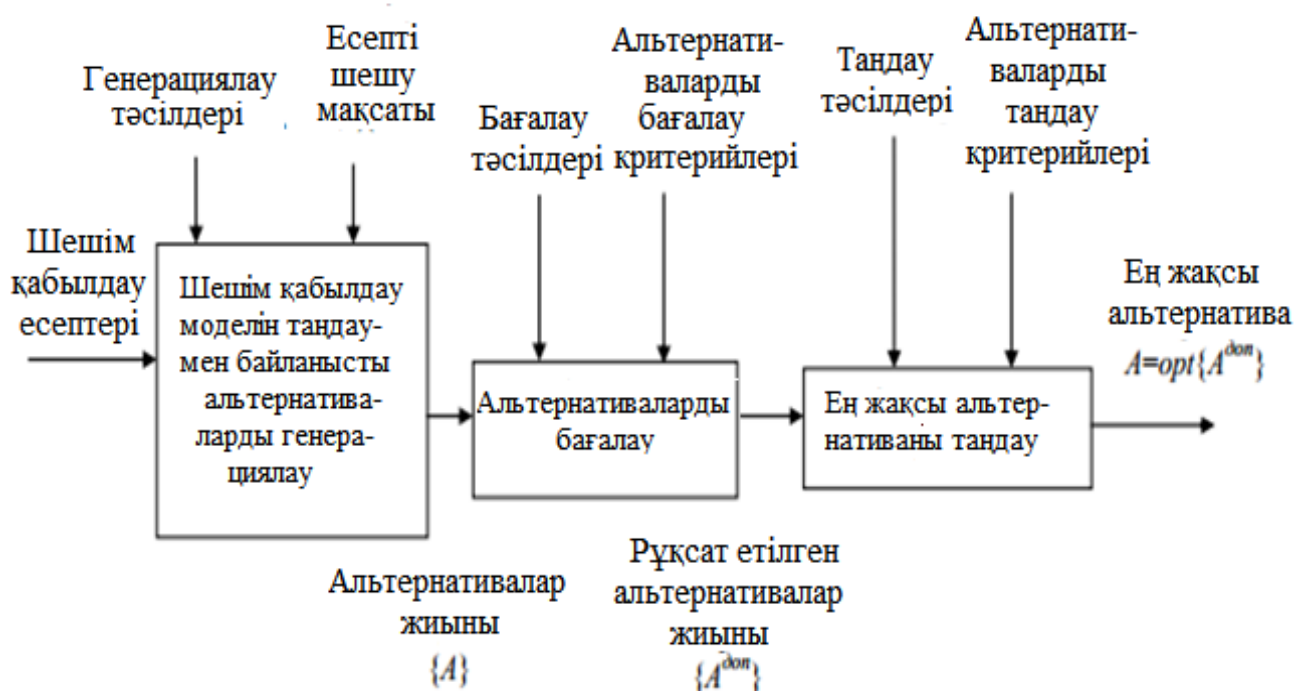 Генерациялау
тәсілдері
Есепті
шешу
мақсаты
Бағалау
тәсілдері
Альтернати-
валарды
бағалау
критерийлері
Таңдау
тәсілдері
Альтернати-
валарды
таңдау
критерийлері
Шешім
қабылдау
есептері
Шешім қабылдау
моделін таңдау-
мен байланысты
альтернатива-
ларды генера-
циялау
Альтернативаларды
бағалау
Ең жақсы альтер-
нативаны таңдау
Ең жақсы
альтернатива
A=opt{A^доп}
Альтернативалар
жиыны
{A}
Рұқсат етілген
альтернативалар
жиыны
{A^доп}